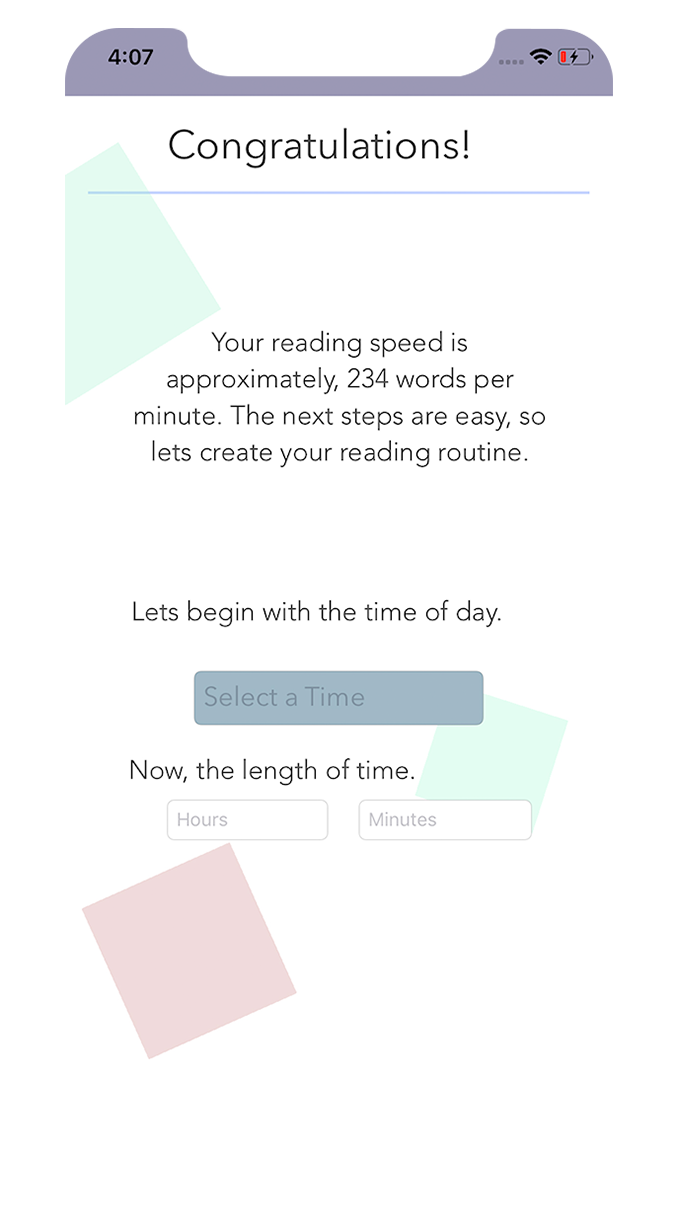 4:07
Congratulations!
Your reading speed is
approximately, 234 words per
minute. The next steps are easy, so
lets create your reading routine.
Lets begin with the time of day.
Select a Time
Now, the length of time.
Hours Minutes